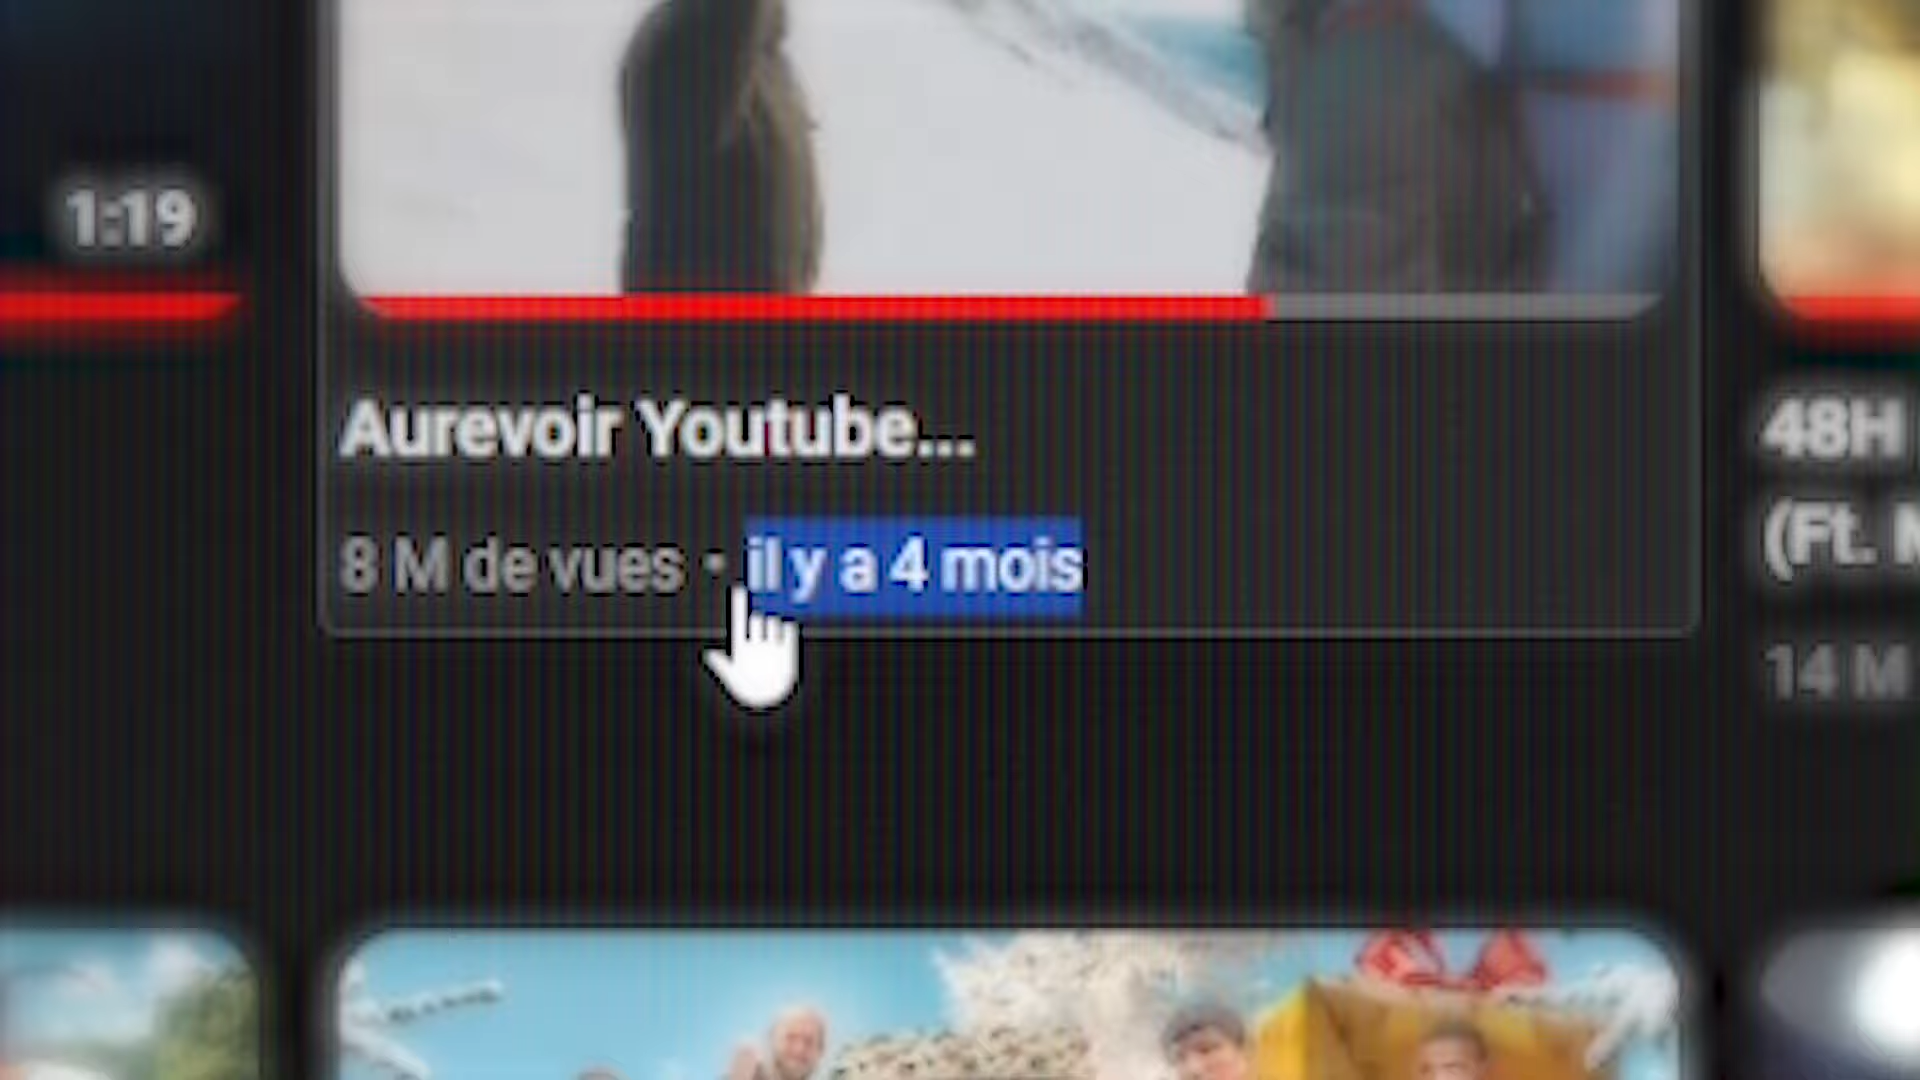 1:19
Aurevoir Youtube...
8 M de vues • il y a 4 mois
48H
(Ft. M
14 M